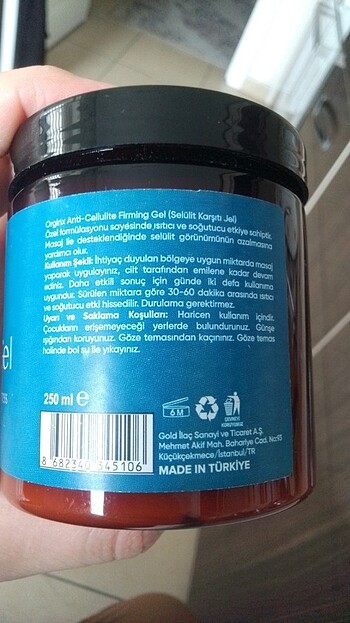 Orginx Anti-Cellulite Firming Gel (Selülit Karşıtı Jel)
Özel formülasyonu sayesinde ısıtıcı ve soğutucu etkiye sahiptir.
Masaj ile desteklendiğinde selülit görünümünün azalmasına
yardımcı olur.
Kullanım Şekli: İhtiyaç duyulan bölgeye uygun miktarda masaj
yaparak uygulayınız, cilt tarafından emilene kadar devam
ediniz. Daha etkili sonuç için günde iki defa kullanımı
uygundur. Sürülen miktara göre 30-60 dakika arasında ısıtıcı
ve soğutucu etki hissedilir. Durulama gerektirmez.
Uyarı ve Saklama Koşulları: Haricen kullanım içindir.
Çocukların erişemeyeceği yerlerde bulundurunuz. Güneş
ışığından koruyunuz. Göze temasından kaçınınız. Göze temas
halinde bol su ile yıkayınız.
el
250 ml e
6M
ÇEVREYİ
KORUYUNUZ
8 682340 345106
Gold İlaç Sanayi ve Ticaret A.Ş.
Mehmet Akif Mah. Bahariye Cad. No:93
Küçükçekmece/İstanbul/TR
MADE IN TÜRKİYE